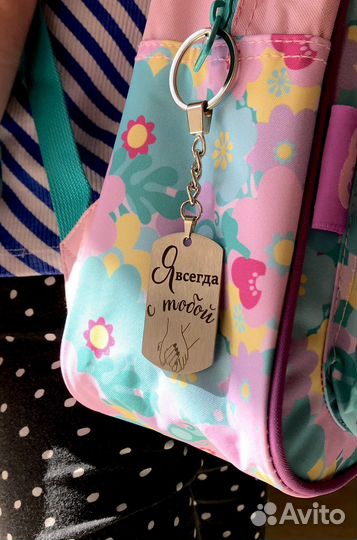 Я всегда
с тобой
Avito